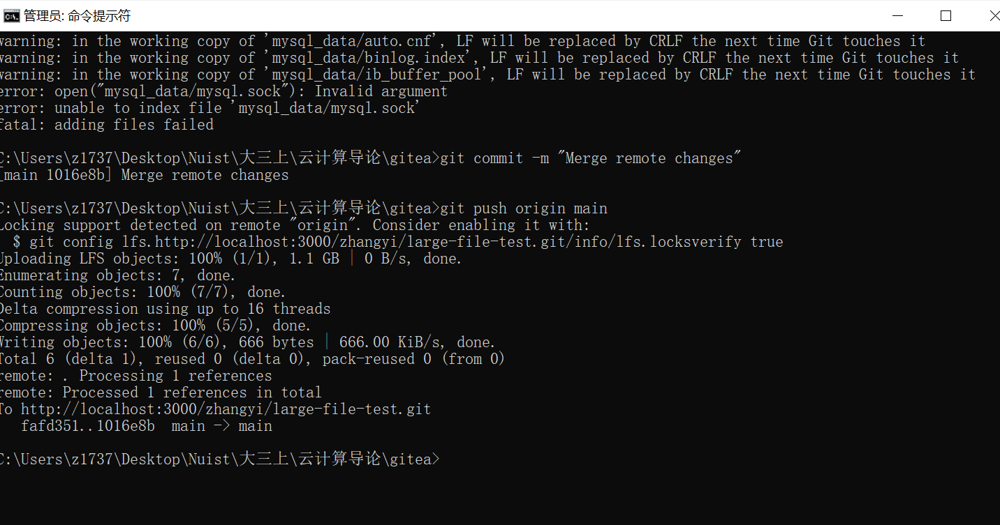 管理员: 命令提示符
warning: in the working copy of 'mysql_data/auto.cnf', LF will be replaced by CRLF the next time Git touches it
warning: in the working copy of 'mysql_data/binlog.index', LF will be replaced by CRLF the next time Git touches it
warning: in the working copy of 'mysql_data/ib_buffer_pool', LF will be replaced by CRLF the next time Git touches it
error: open("mysql_data/mysql.sock"): Invalid argument
error: unable to index file 'mysql_data/mysql.sock'
fatal: adding files failed
C:\Users\z1737\Desktop\Nuist\大三上\云计算导论\gitea>git commit -m "Merge remote changes"
[main 1016e8b] Merge remote changes
C:\Users\z1737\Desktop\Nuist\大三上\云计算导论\gitea>git push origin main
Locking support detected on remote "origin". Consider enabling it with:
$ git config lfs.http://localhost:3000/zhangyi/large-file-test.git/info/lfs.locksverify true
Uploading LFS objects: 100% (1/1), 1.1 GB | 0 B/s, done.
Enumerating objects: 7, done.
Counting objects: 100% (7/7), done.
Delta compression using up to 16 threads
Compressing objects: 100% (5/5), done.
Writing objects: 100% (6/6), 666 bytes | 666.00 KiB/s, done.
Total 6 (delta 1), reused 0 (delta 0), pack-reused 0 (from 0)
remote: . Processing 1 references
remote: Processed 1 references in total
To http://localhost:3000/zhangyi/large-file-test.git
fafd351..1016e8b  main -> main
C:\Users\z1737\Desktop\Nuist\大三上\云计算导论\gitea>